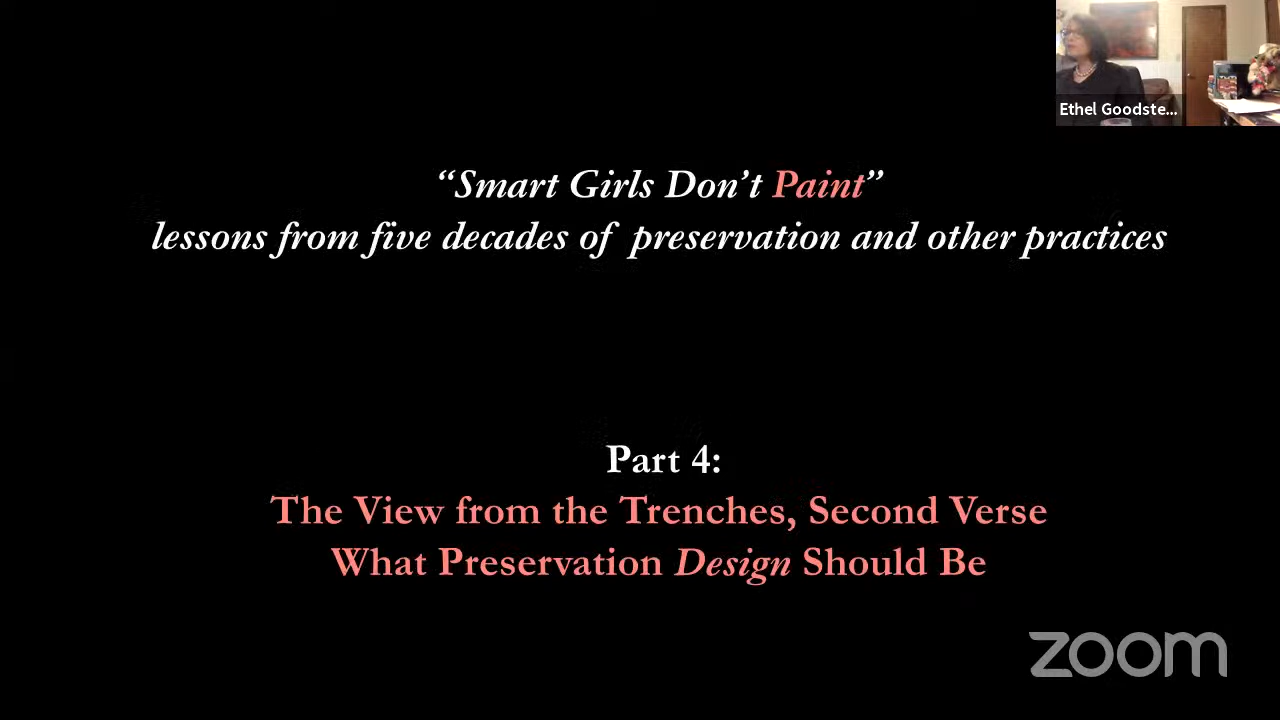 Ethel Goodste...
“Smart Girls Don’t Paint”
lessons from five decades of preservation and other practices
Part 4:
The View from the Trenches, Second Verse
What Preservation Design Should Be
zoom